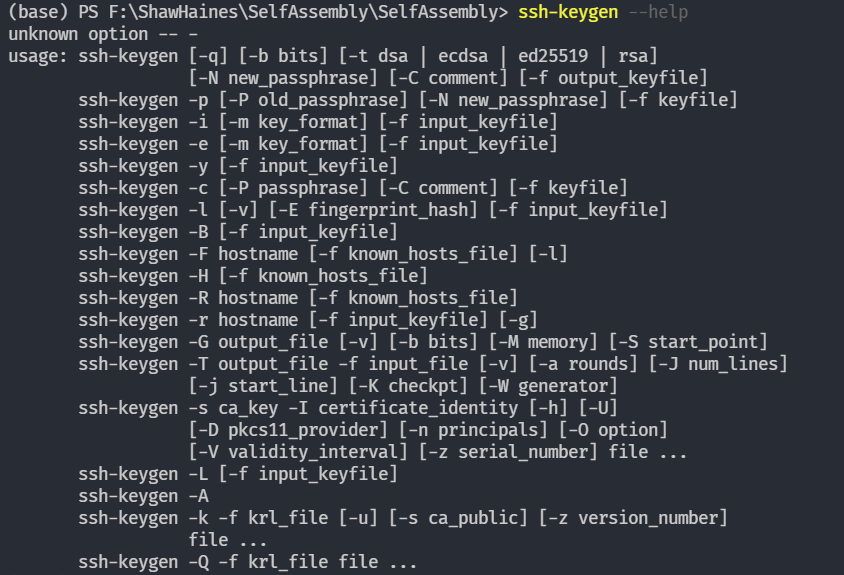 (base) PS F:\ShawHaines\SelfAssembly\SelfAssembly> ssh-keygen --help
unknown option -- -
usage: ssh-keygen [-q] [-b bits] [-t dsa | ecdsa | ed25519 | rsa]
                  [-N new_passphrase] [-C comment] [-f output_keyfile]
       ssh-keygen -p [-P old_passphrase] [-N new_passphrase] [-f keyfile]
       ssh-keygen -i [-m key_format] [-f input_keyfile]
       ssh-keygen -e [-m key_format] [-f input_keyfile]
       ssh-keygen -y [-f input_keyfile]
       ssh-keygen -c [-P passphrase] [-C comment] [-f keyfile]
       ssh-keygen -l [-v] [-E fingerprint_hash] [-f input_keyfile]
       ssh-keygen -B [-f input_keyfile]
       ssh-keygen -F hostname [-f known_hosts_file] [-l]
       ssh-keygen -H [-f known_hosts_file]
       ssh-keygen -R hostname [-f known_hosts_file]
       ssh-keygen -r hostname [-f input_keyfile] [-g]
       ssh-keygen -G output_file [-v] [-b bits] [-M memory] [-S start_point]
       ssh-keygen -T output_file -f input_file [-v] [-a rounds] [-J num_lines]
                  [-j start_line] [-K checkpt] [-W generator]
       ssh-keygen -s ca_key -I certificate_identity [-h] [-U]
                  [-D pkcs11_provider] [-n principals] [-O option]
                  [-V validity_interval] [-z serial_number] file ...
       ssh-keygen -L [-f input_keyfile]
       ssh-keygen -A
       ssh-keygen -k -f krl_file [-u] [-s ca_public] [-z version_number]
                  file ...
       ssh-keygen -Q -f krl_file file ...